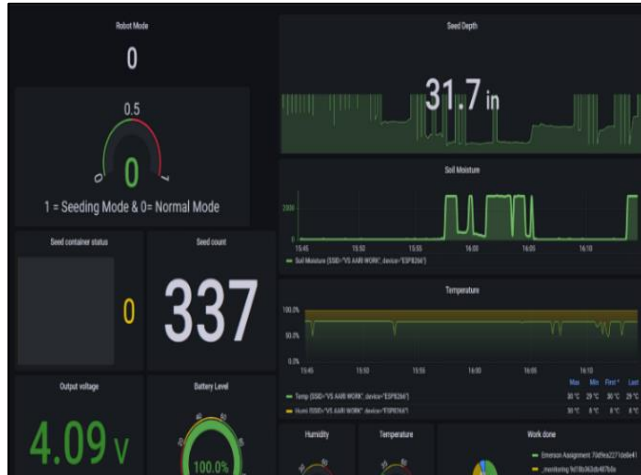 Robot Mode
0
0.5
0
0
1
1 = Seeding Mode & 0= Normal Mode
Seed container status
0
Seed count
337
Output voltage
4.09 V
Battery Level
100.0%
Seed Depth
31.7 in
Soil Moisture
2000
0
15:45 15:50 15:55 16:00 16:05 16:10
Soil Moisture {SSID="VS AARI WORK", device="ESP8266"}
Temperature
100.0%
50.0%
0.0%
15:45 15:50 15:55 16:00 16:05 16:10
Max Min First * Last
Temp {SSID="VS AARI WORK", device="ESP8266"} 30 °C 29 °C 30 °C 29 °C
Humi {SSID="VS AARI WORK", device="ESP8266"}
Humidity
Temperature
Work done
Emerson Assignment
_monitoring